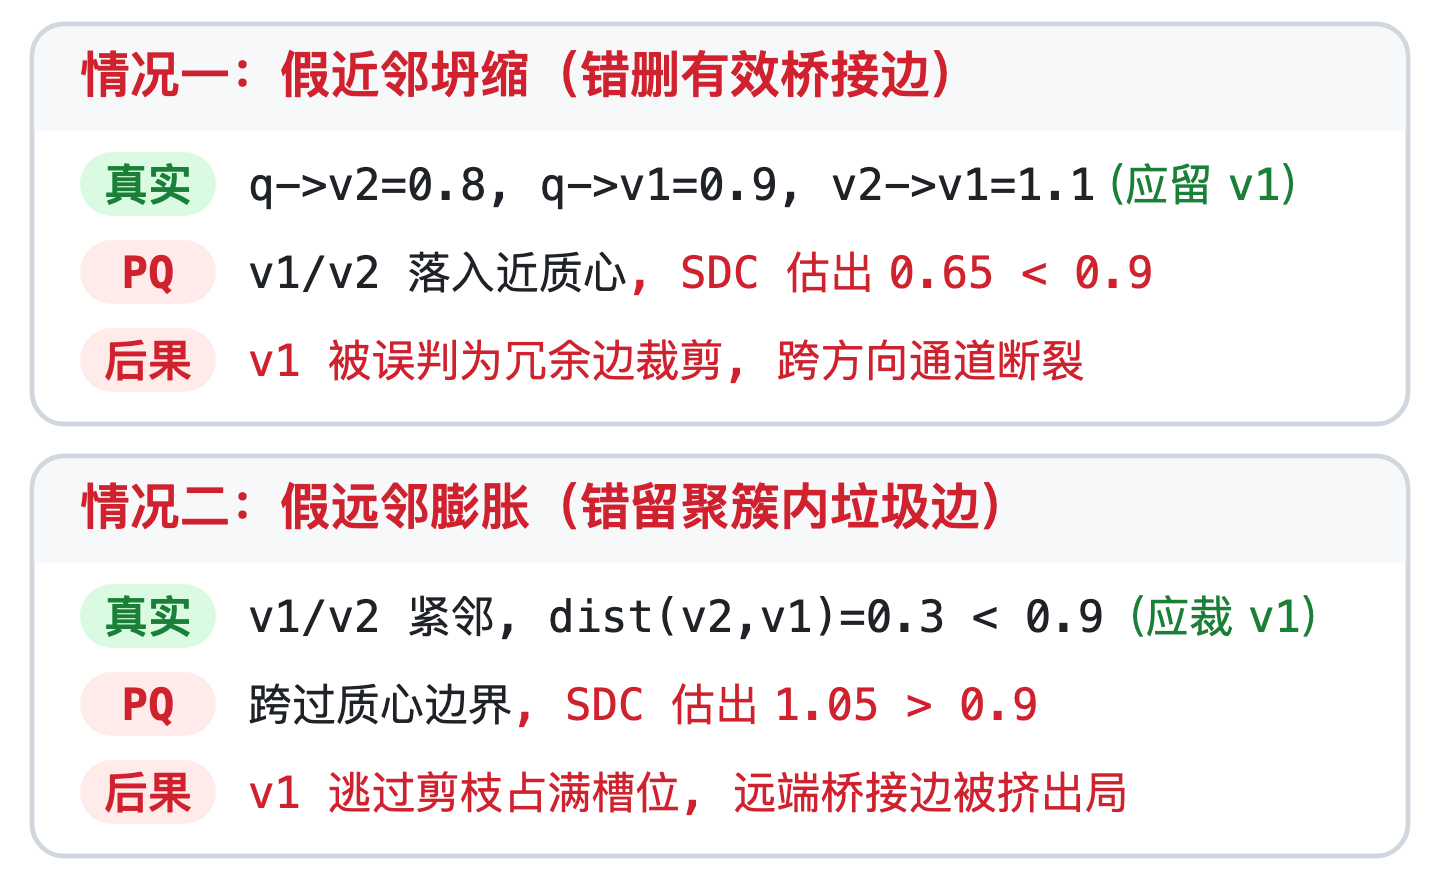 情况一：假近邻坍缩（错删有效桥接边）
真实 q->v2=0.8, q->v1=0.9, v2->v1=1.1 (应留 v1)
PQ v1/v2 落入近质心, SDC 估出 0.65 < 0.9
后果 v1 被误判为冗余边裁剪, 跨方向通道断裂
情况二：假远邻膨胀（错留聚簇内垃圾边）
真实 v1/v2 紧邻, dist(v2,v1)=0.3 < 0.9 (应裁 v1)
PQ 跨过质心边界, SDC 估出 1.05 > 0.9
后果 v1 逃过剪枝占满槽位, 远端桥接边被挤出局